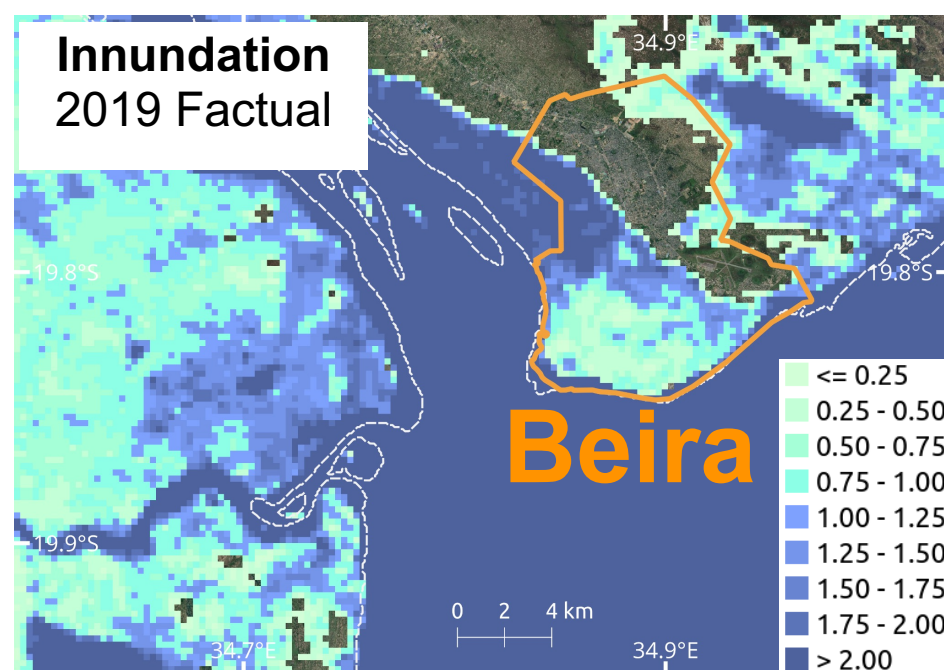 Innundation
2019 Factual
34.9°E
19.8°S
19.8°S
Beira
<= 0.25
0.25 - 0.50
0.50 - 0.75
0.75 - 1.00
1.00 - 1.25
1.25 - 1.50
1.50 - 1.75
1.75 - 2.00
> 2.00
19.9°S
0 2 4 km
34.7°E
34.9°E